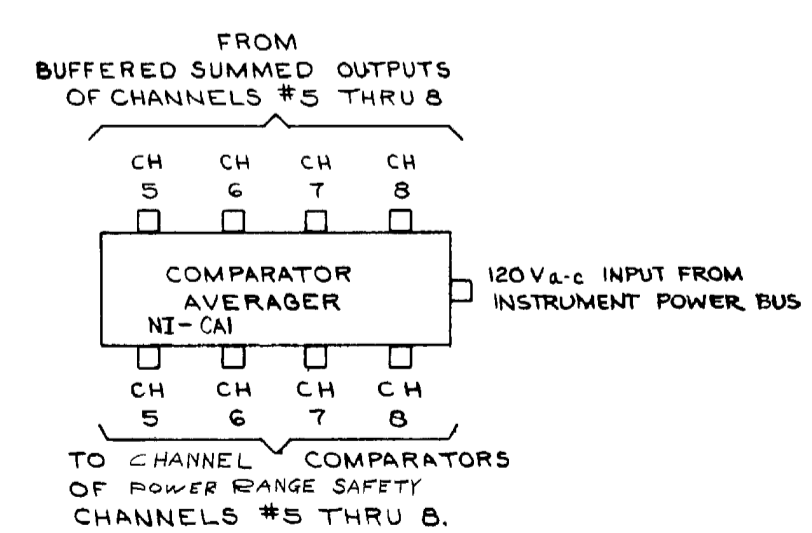 FROM
BUFFERED SUMMED OUTPUTS
OF CHANNELS #5 THRU 8
CH CH CH CH
5 6 7 8
COMPARATOR
AVERAGER
NI-CA1
120Va-c INPUT FROM
INSTRUMENT POWER BUS
CH CH CH CH
5 6 7 8
TO CHANNEL COMPARATORS
OF POWER RANGE SAFETY
CHANNELS #5 THRU 8.